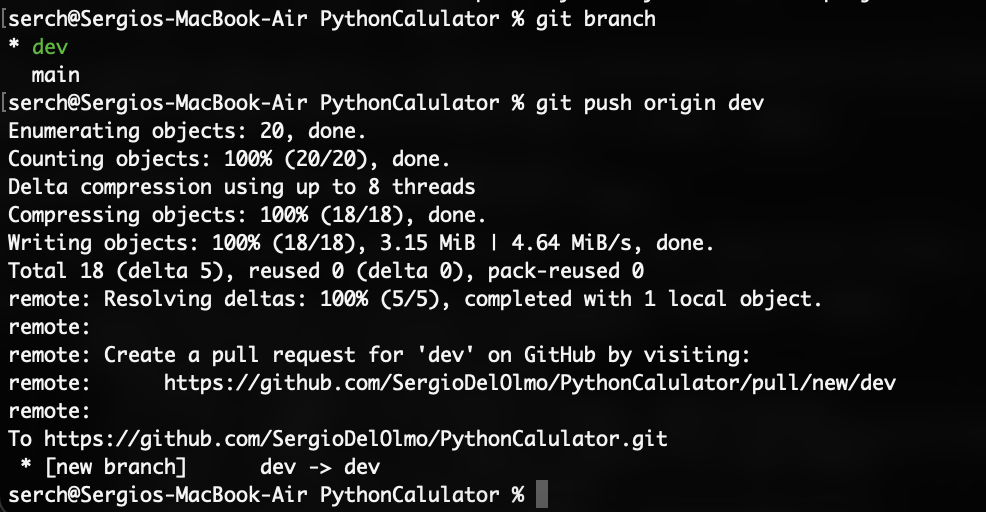 [serch@Sergios-MacBook-Air PythonCalulator % git branch
* dev
  main
[serch@Sergios-MacBook-Air PythonCalulator % git push origin dev
Enumerating objects: 20, done.
Counting objects: 100% (20/20), done.
Delta compression using up to 8 threads
Compressing objects: 100% (18/18), done.
Writing objects: 100% (18/18), 3.15 MiB | 4.64 MiB/s, done.
Total 18 (delta 5), reused 0 (delta 0), pack-reused 0
remote: Resolving deltas: 100% (5/5), completed with 1 local object.
remote:
remote: Create a pull request for 'dev' on GitHub by visiting:
remote:      https://github.com/SergioDelOlmo/PythonCalulator/pull/new/dev
remote:
To https://github.com/SergioDelOlmo/PythonCalulator.git
 * [new branch]      dev -> dev
serch@Sergios-MacBook-Air PythonCalulator %